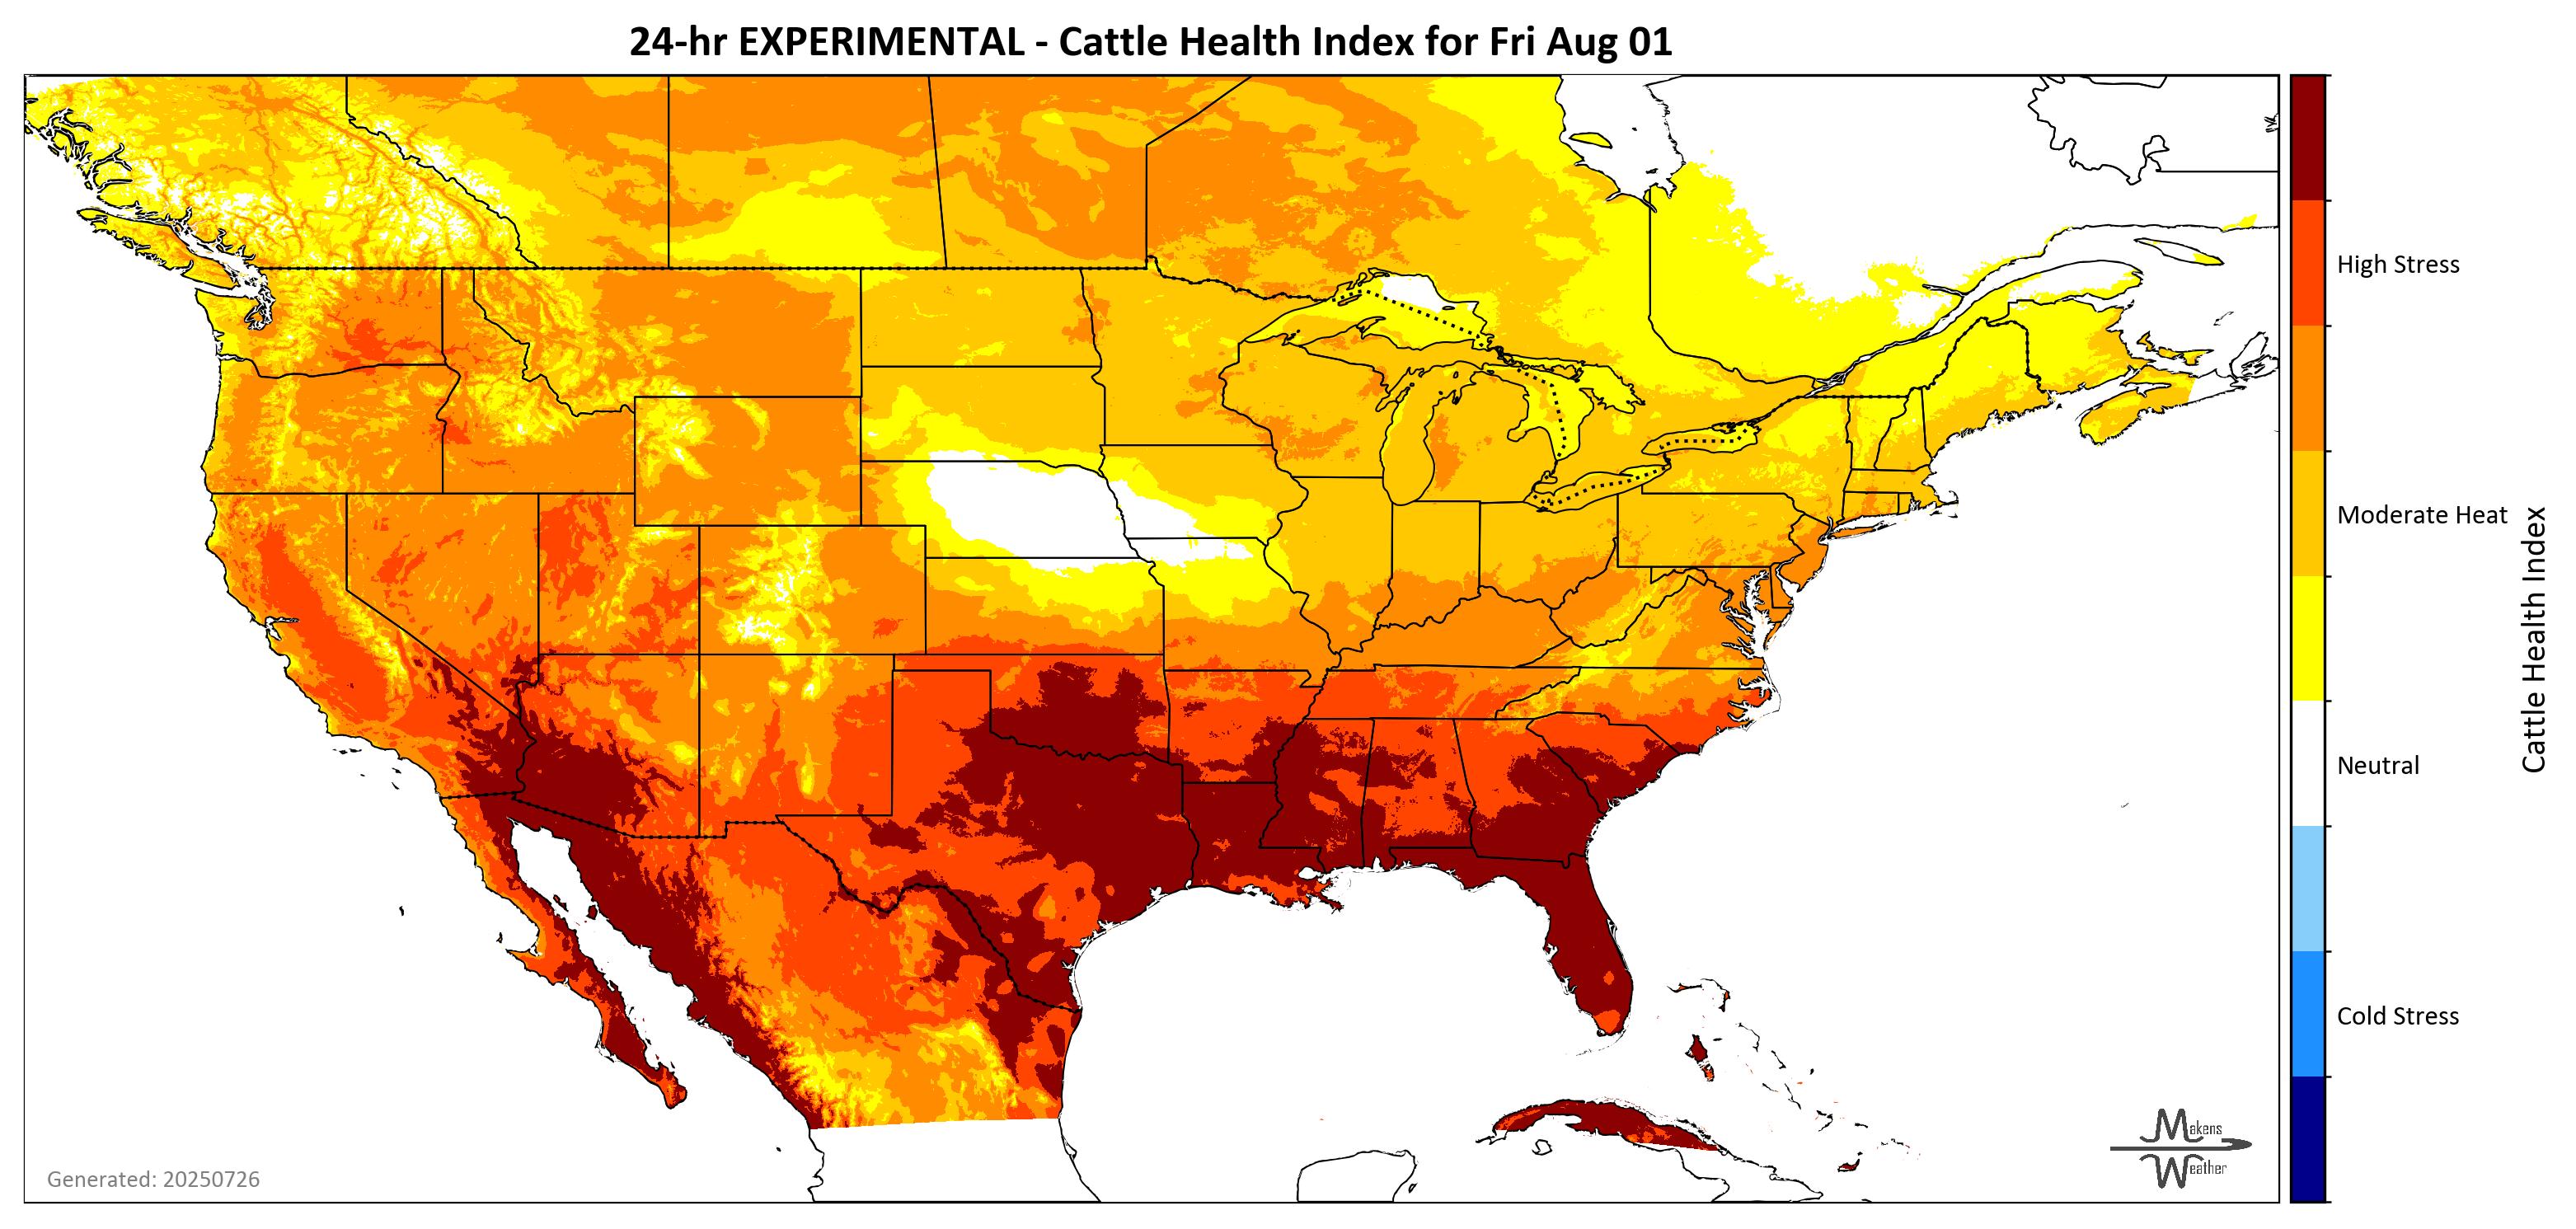 24-hr EXPERIMENTAL - Cattle Health Index for Fri Aug 01
High Stress
Moderate Heat
Neutral
Cold Stress
Cattle Health Index
Generated: 20250726
Makens
Weather